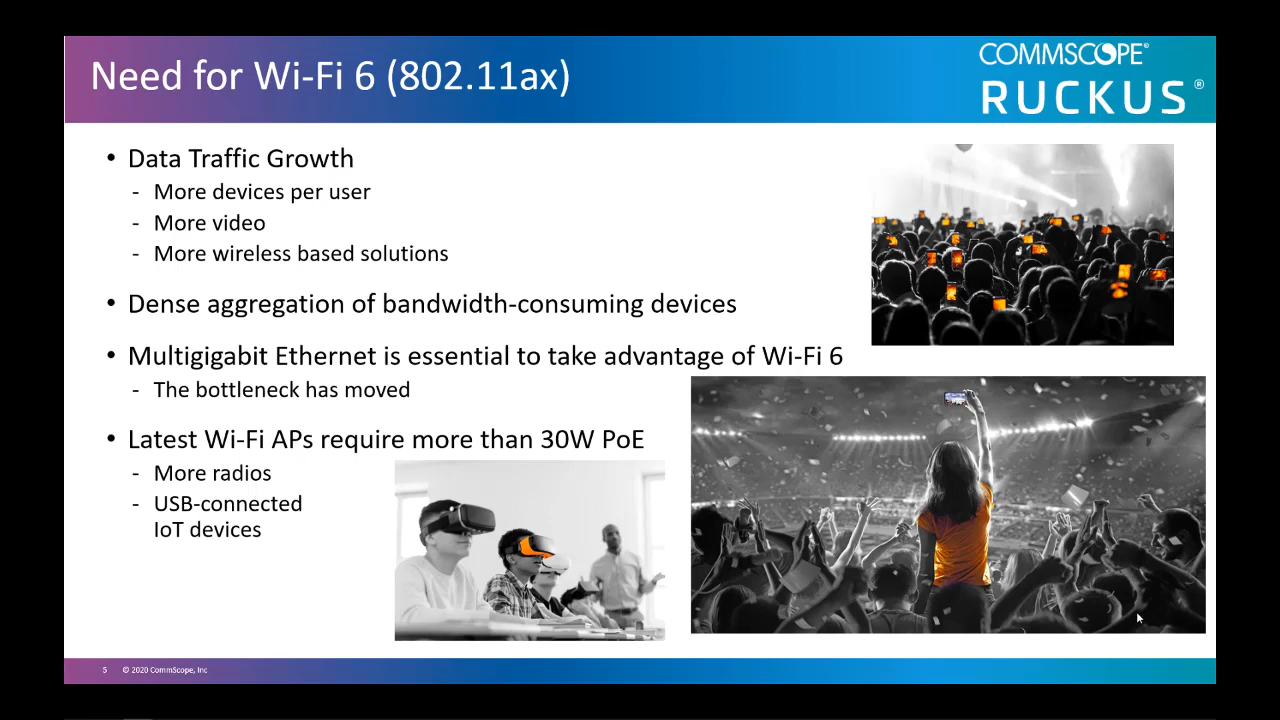 Need for Wi-Fi 6 (802.11ax)
COMMSCOPE®
RUCKUS®
• Data Traffic Growth
- More devices per user
- More video
- More wireless based solutions
• Dense aggregation of bandwidth-consuming devices
• Multigigabit Ethernet is essential to take advantage of Wi-Fi 6
- The bottleneck has moved
• Latest Wi-Fi APs require more than 30W PoE
- More radios
- USB-connected
IoT devices
5 © 2020 CommScope, Inc